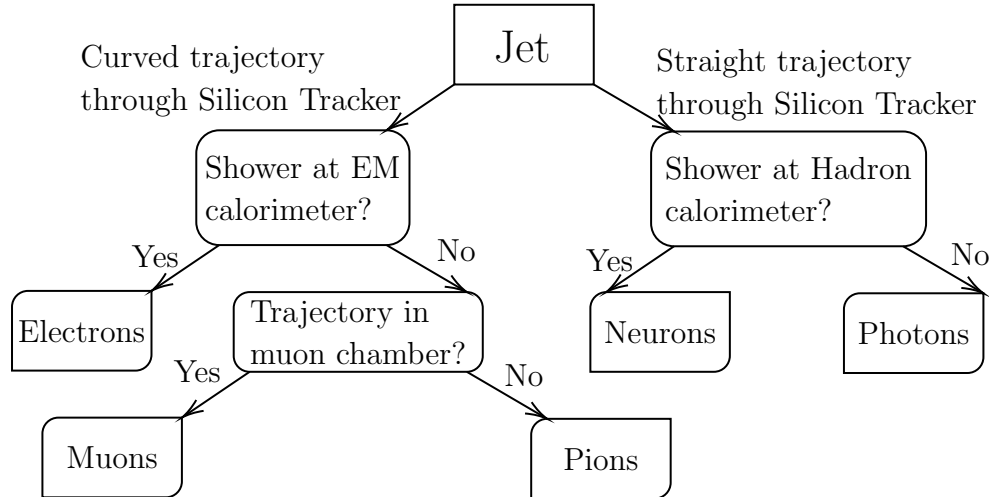 Jet
Curved trajectory
through Silicon Tracker
Straight trajectory
through Silicon Tracker
Shower at EM
calorimeter?
Shower at Hadron
calorimeter?
Yes
No
Yes
No
Electrons
Trajectory in
muon chamber?
Neurons
Photons
Yes
No
Muons
Pions